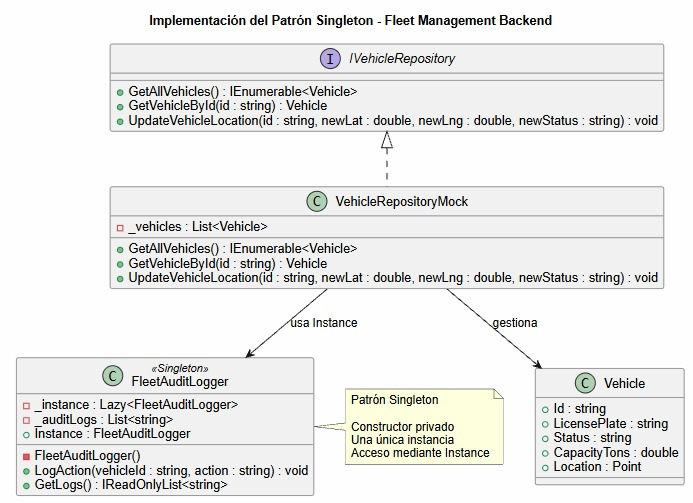 Implementación del Patrón Singleton - Fleet Management Backend
I IVehicleRepository
GetAllVehicles() : IEnumerable<Vehicle>
GetVehicleById(id : string) : Vehicle
UpdateVehicleLocation(id : string, newLat : double, newLng : double, newStatus : string) : void
C VehicleRepositoryMock
_vehicles : List<Vehicle>
GetAllVehicles() : IEnumerable<Vehicle>
GetVehicleById(id : string) : Vehicle
UpdateVehicleLocation(id : string, newLat : double, newLng : double, newStatus : string) : void
usa Instance
gestiona
«Singleton»
C FleetAuditLogger
_instance : Lazy<FleetAuditLogger>
_auditLogs : List<string>
Instance : FleetAuditLogger
FleetAuditLogger()
LogAction(vehicleId : string, action : string) : void
GetLogs() : IReadOnlyList<string>
Patrón Singleton
Constructor privado
Una única instancia
Acceso mediante Instance
C Vehicle
Id : string
LicensePlate : string
Status : string
CapacityTons : double
Location : Point